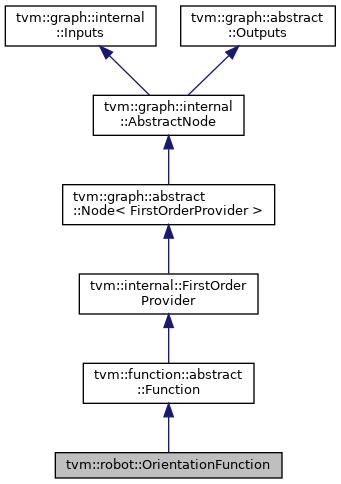 tvm::graph::internal
::Inputs
tvm::graph::abstract
::Outputs
tvm::graph::internal
::AbstractNode
tvm::graph::abstract
::Node< FirstOrderProvider >
tvm::internal::FirstOrder
Provider
tvm::function::abstract
::Function
tvm::robot::OrientationFunction